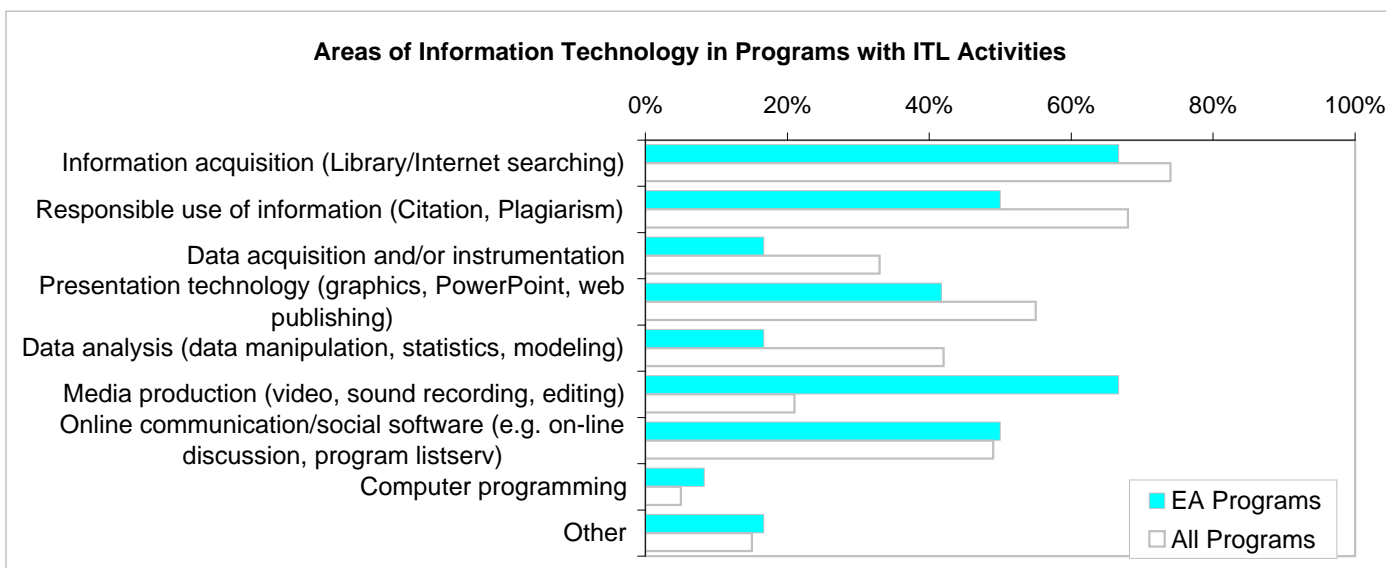 Areas of Information Technology in Programs with ITL Activities
0% 20% 40% 60% 80% 100%
Information acquisition (Library/Internet searching)
Responsible use of information (Citation, Plagiarism)
Data acquisition and/or instrumentation
Presentation technology (graphics, PowerPoint, web
publishing)
Data analysis (data manipulation, statistics, modeling)
Media production (video, sound recording, editing)
Online communication/social software (e.g. on-line
discussion, program listserv)
Computer programming
Other
EA Programs
All Programs